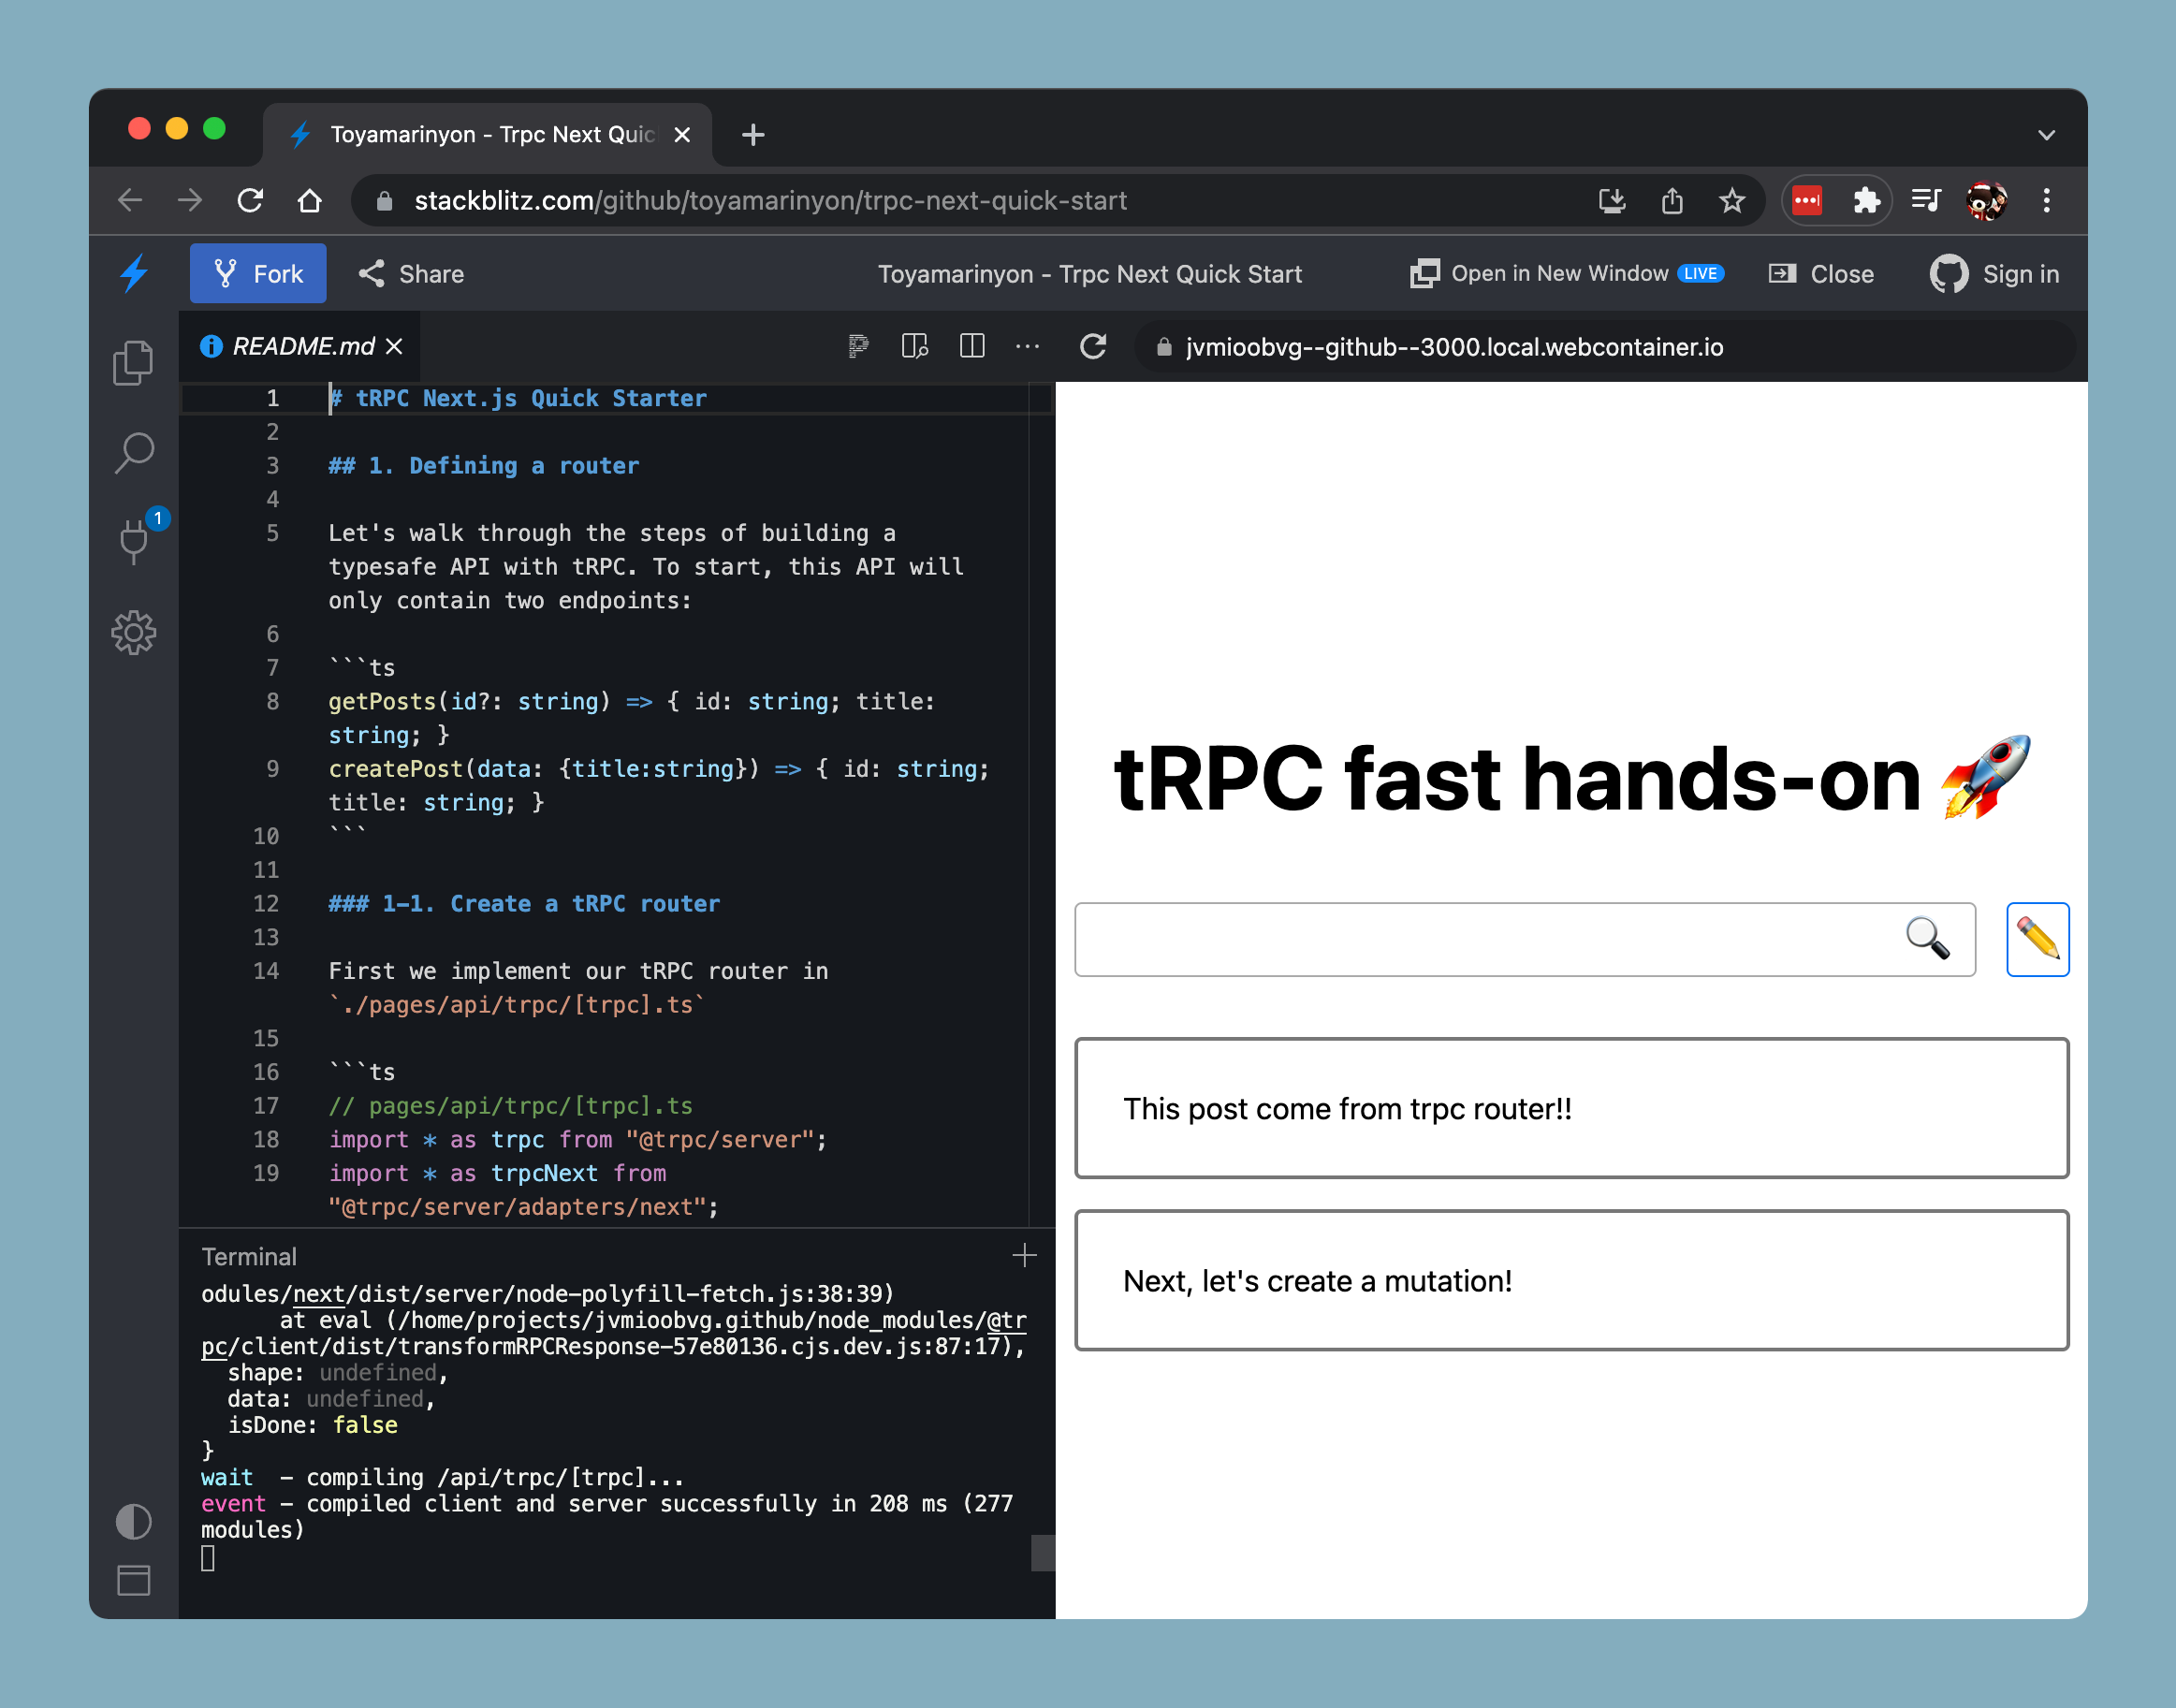 Toyamarinyon - Trpc Next Quic
stackblitz.com/github/toyamarinyon/trpc-next-quick-start
Fork
Share
Toyamarinyon - Trpc Next Quick Start
Open in New Window LIVE
Close
Sign in
README.md
jvmioobvg--github--3000.local.webcontainer.io
1
1 # tRPC Next.js Quick Starter
2
3 ## 1. Defining a router
4
5 Let's walk through the steps of building a
typesafe API with tRPC. To start, this API will
only contain two endpoints:
6
7 ```ts
8 getPosts(id?: string) => { id: string; title:
string; }
9 createPost(data: {title:string}) => { id: string;
title: string; }
10 ```
11
12 ### 1-1. Create a tRPC router
13
14 First we implement our tRPC router in
`./pages/api/trpc/[trpc].ts`
15
16 ```ts
17 // pages/api/trpc/[trpc].ts
18 import * as trpc from "@trpc/server";
19 import * as trpcNext from
"@trpc/server/adapters/next";
Terminal
odules/next/dist/server/node-polyfill-fetch.js:38:39)
at eval (/home/projects/jvmioobvg.github/node_modules/@tr
pc/client/dist/transformRPCResponse-57e80136.cjs.dev.js:87:17),
shape: undefined,
data: undefined,
isDone: false
}
wait - compiling /api/trpc/[trpc]...
event - compiled client and server successfully in 208 ms (277
modules)
tRPC fast hands-on 🚀
🔍 ✏️
This post come from trpc router!!
Next, let's create a mutation!